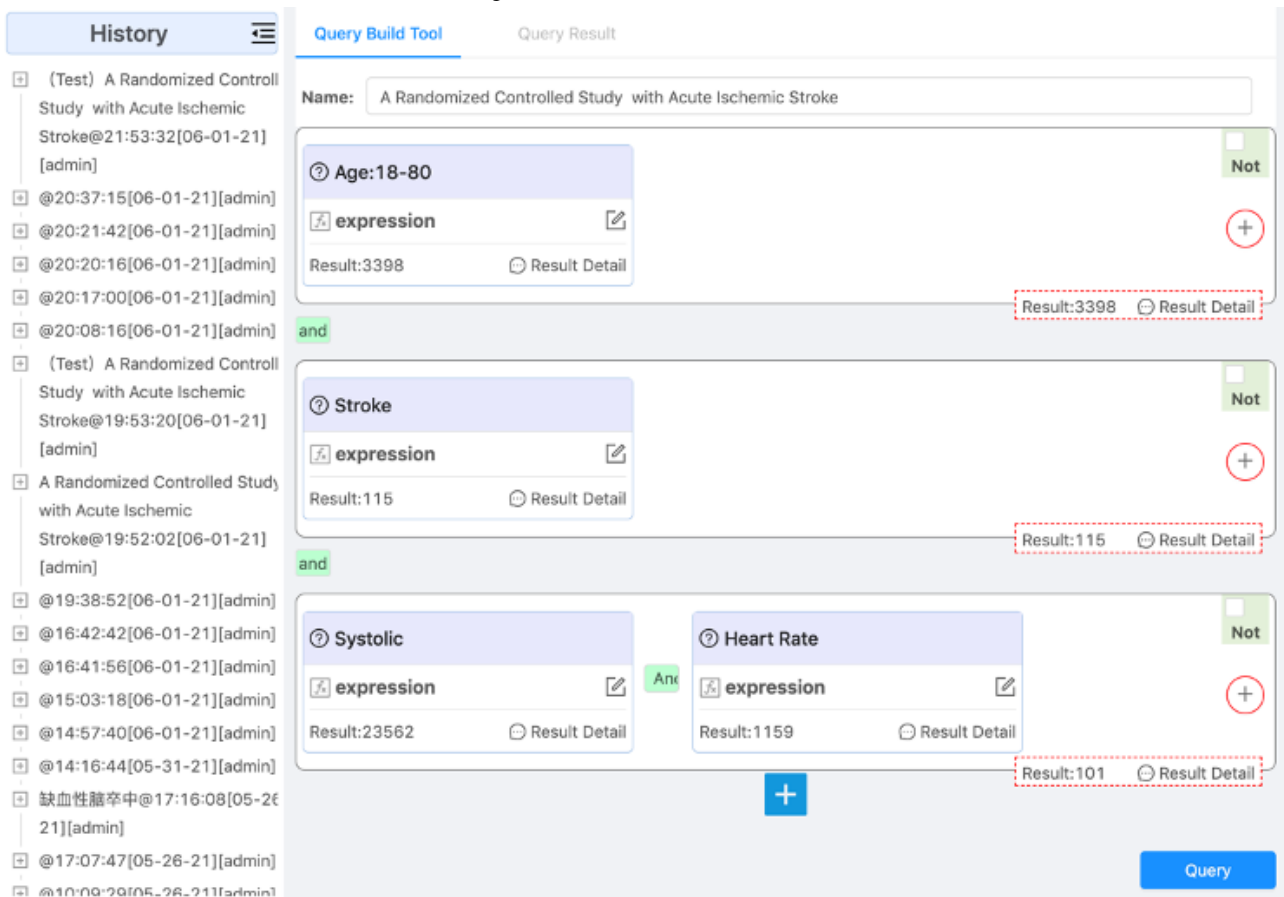 History
(Test) A Randomized Controll
Study with Acute Ischemic
Stroke@21:53:32[06-01-21]
[admin]
@20:37:15[06-01-21][admin]
@20:21:42[06-01-21][admin]
@20:20:16[06-01-21][admin]
@20:17:00[06-01-21][admin]
@20:08:16[06-01-21][admin]
(Test) A Randomized Controll
Study with Acute Ischemic
Stroke@19:53:20[06-01-21]
[admin]
A Randomized Controlled Study
with Acute Ischemic
Stroke@19:52:02[06-01-21]
[admin]
@19:38:52[06-01-21][admin]
@16:42:42[06-01-21][admin]
@16:41:56[06-01-21][admin]
@15:03:18[06-01-21][admin]
@14:57:40[06-01-21][admin]
@14:16:44[05-31-21][admin]
缺血性脑卒中@17:16:08[05-26
21][admin]
@17:07:47[05-26-21][admin]
@10:09:29[05-26-21][admin]
Query Build Tool Query Result
Name: A Randomized Controlled Study with Acute Ischemic Stroke
Not
Age:18-80
expression
Result:3398 Result Detail
Result:3398 Result Detail
and
Not
Stroke
expression
Result:115 Result Detail
Result:115 Result Detail
and
Not
Systolic
expression
Result:23562 Result Detail
And
Heart Rate
expression
Result:1159 Result Detail
Result:101 Result Detail
Query